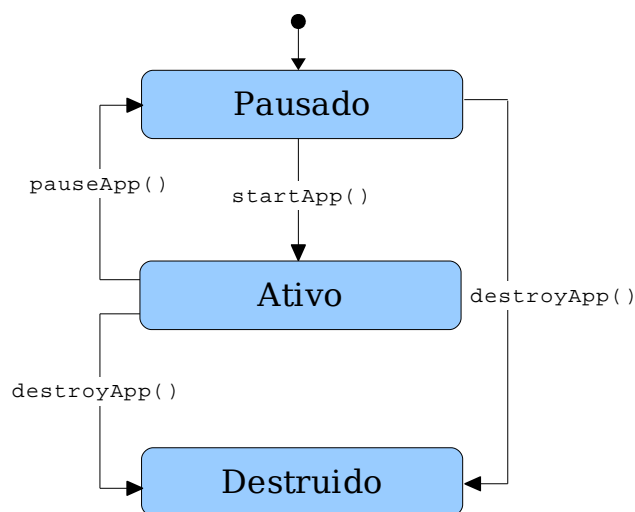 Pausado
pauseApp()
startApp()
Ativo
destroyApp()
destroyApp()
Destruido